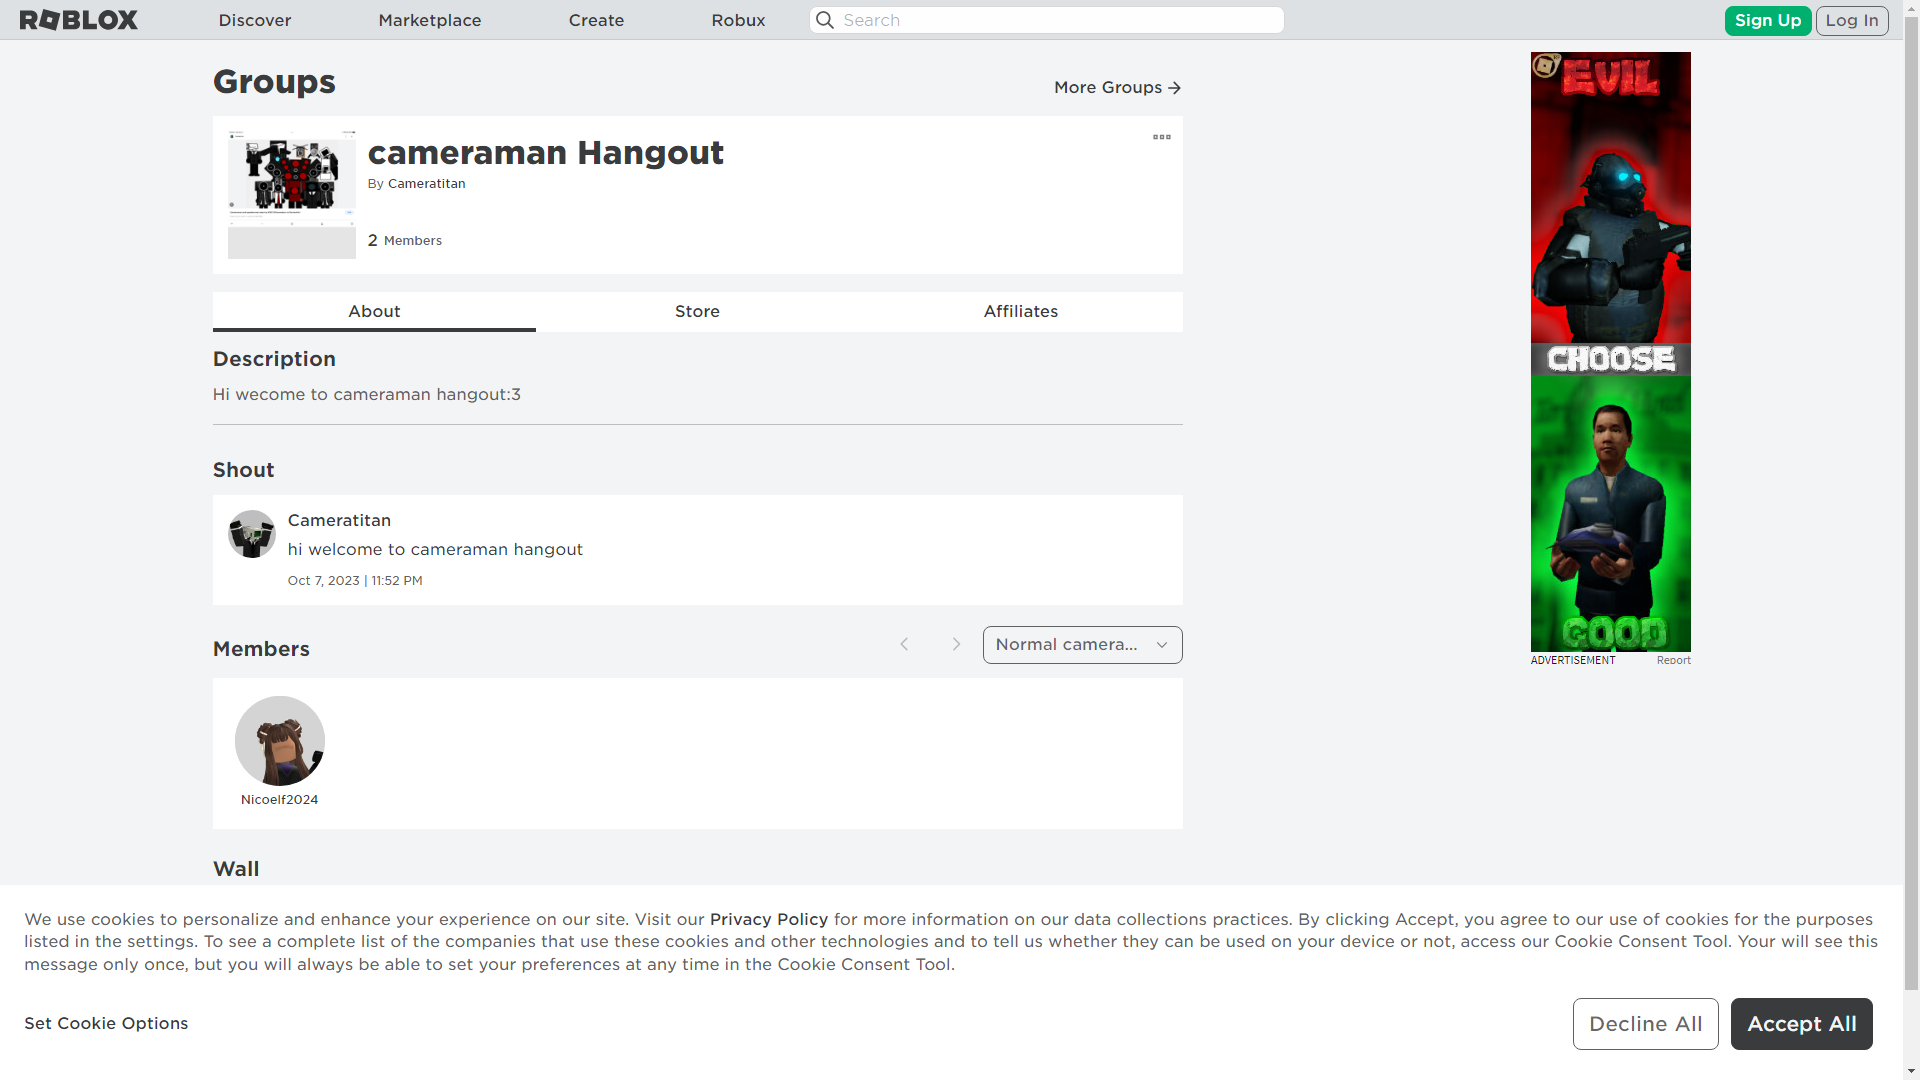 ROBLOX
Discover
Marketplace
Create
Robux
Search
Sign Up
Log In
Groups
More Groups
cameraman Hangout
By Cameratitan
2 Members
About
Store
Affiliates
Description
Hi wecome to cameraman hangout:3
Shout
Cameratitan
hi welcome to cameraman hangout
Oct 7, 2023 | 11:52 PM
Members
Normal camera...
Nicoelf2024
Wall
EVIL
CHOOSE
GOOD
ADVERTISEMENT
Report
We use cookies to personalize and enhance your experience on our site. Visit our Privacy Policy for more information on our data collections practices. By clicking Accept, you agree to our use of cookies for the purposes
listed in the settings. To see a complete list of the companies that use these cookies and other technologies and to tell us whether they can be used on your device or not, access our Cookie Consent Tool. Your will see this
message only once, but you will always be able to set your preferences at any time in the Cookie Consent Tool.
Set Cookie Options
Decline All
Accept All